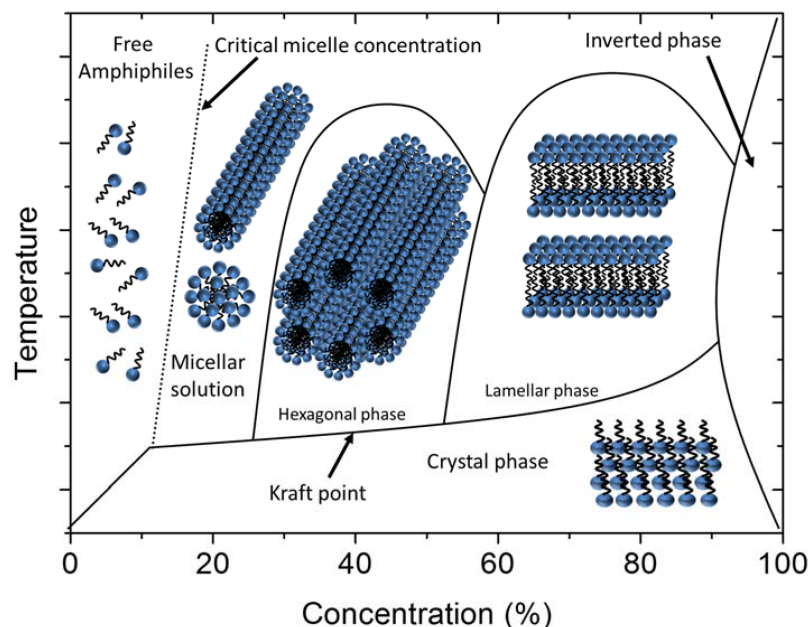 Free
Amphiphiles
Critical micelle concentration
Inverted phase
Micellar
solution
Hexagonal phase
Lamellar phase
Crystal phase
Kraft point
Temperature
0
20
40
60
80
100
Concentration (%)